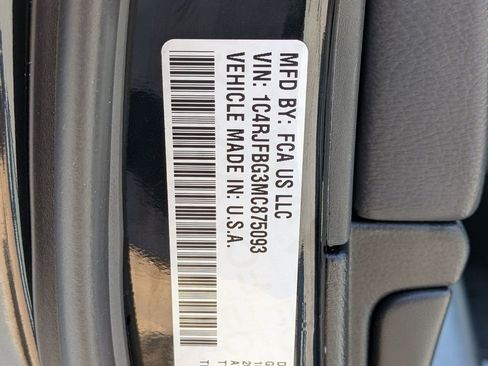 MFD BY: FCA US LLC
VIN: 1C4RJFBG3MC875093
VEHICLE MADE IN: U.S.A.